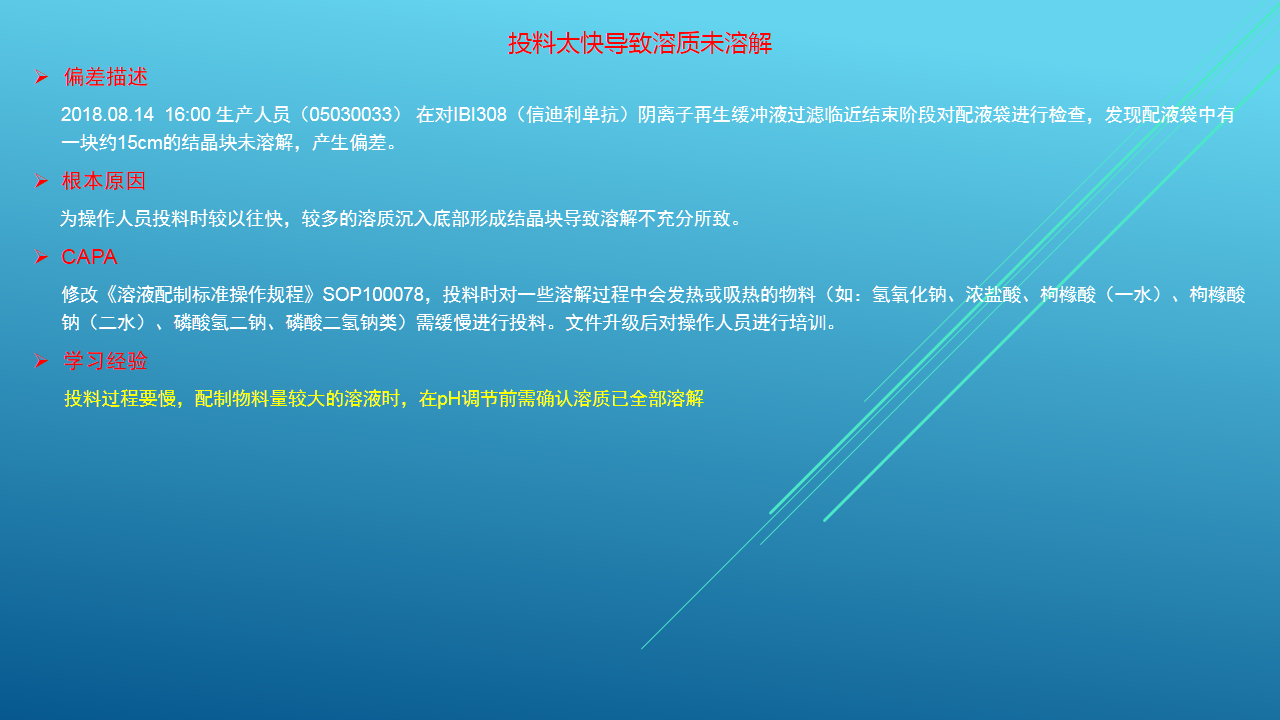 投料太快导致溶质未溶解
➢ 偏差描述
2018.08.14 16:00 生产人员（05030033） 在对IBI308（信迪利单抗）阴离子再生缓冲液过滤临近结束阶段对配液袋进行检查，发现配液袋中有
一块约15cm的结晶块未溶解，产生偏差。
➢ 根本原因
为操作人员投料时较以往快，较多的溶质沉入底部形成结晶块导致溶解不充分所致。
➢ CAPA
修改《溶液配制标准操作规程》SOP100078，投料时对一些溶解过程中会发热或吸热的物料（如：氢氧化钠、浓盐酸、枸橼酸（一水）、枸橼酸
钠（二水）、磷酸氢二钠、磷酸二氢钠类）需缓慢进行投料。文件升级后对操作人员进行培训。
➢ 学习经验
投料过程要慢，配制物料量较大的溶液时，在pH调节前需确认溶质已全部溶解